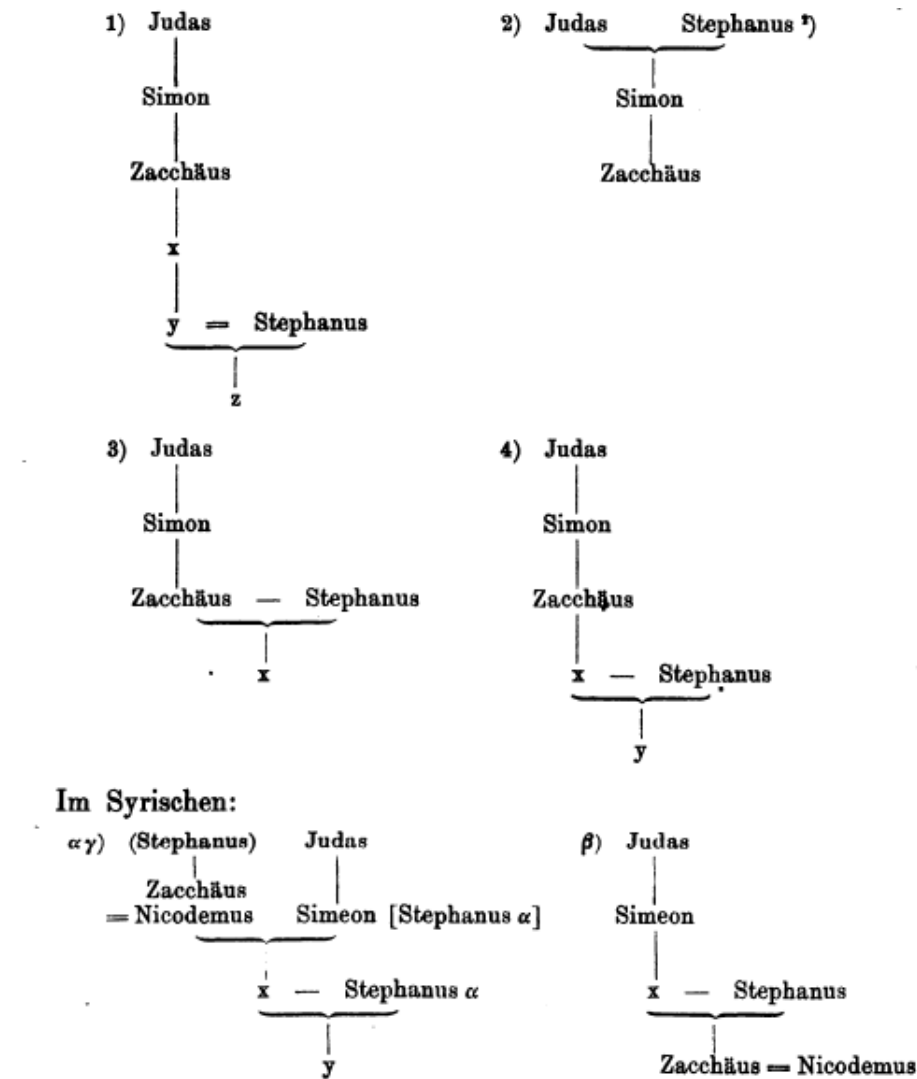 1) Judas
2) Judas Stephanus ²)
Simon
Simon
Zacchäus
Zacchäus
x
y = Stephanus
z
3) Judas
4) Judas
Simon
Simon
Zacchäus — Stephanus
Zacchäus
x
x — Stephanus
y
Im Syrischen:
αγ) (Stephanus) Judas
β) Judas
Zacchäus
= Nicodemus Simeon [Stephanus α]
Simeon
x — Stephanus α
x — Stephanus
y
Zacchäus = Nicodemus